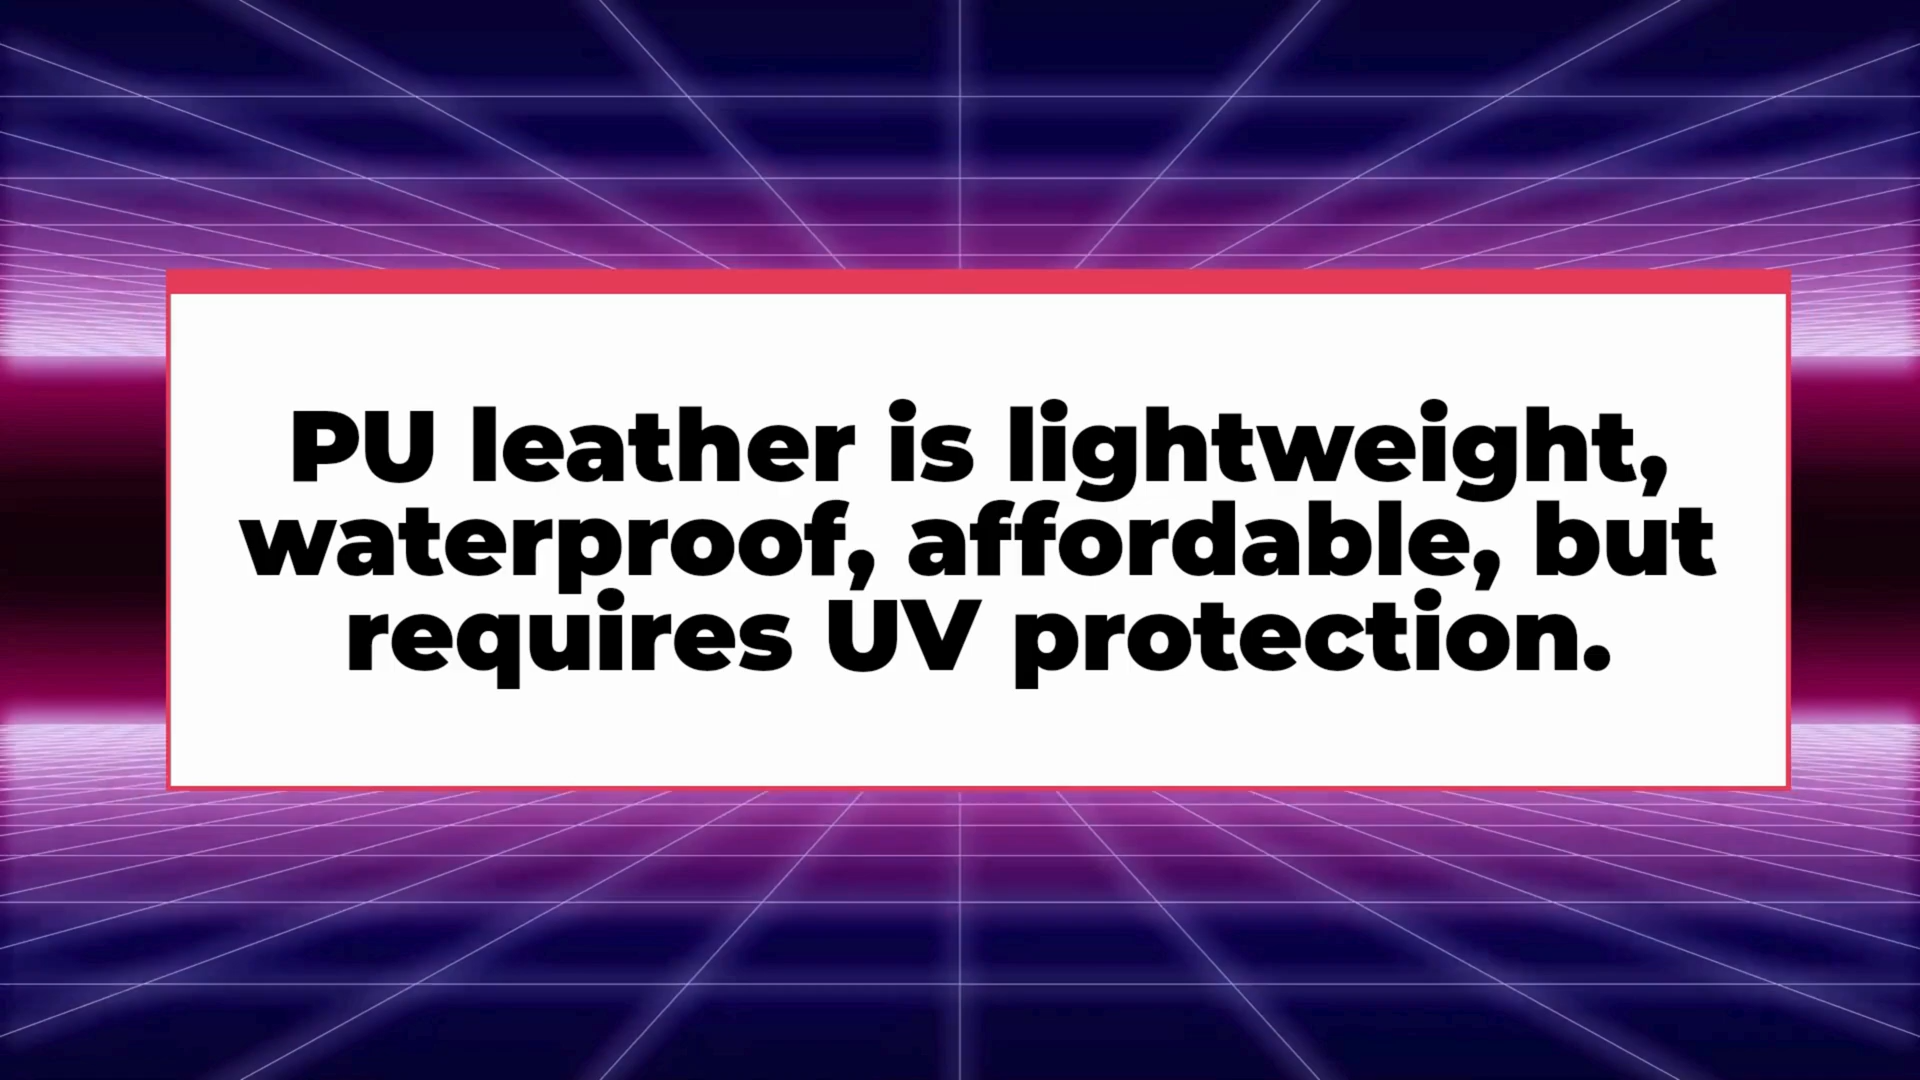 PU leather is lightweight,
waterproof, affordable, but
requires UV protection.